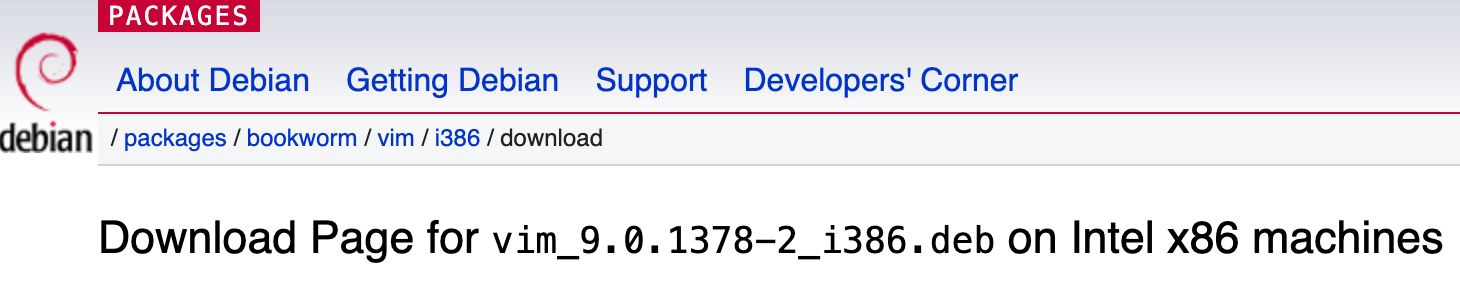 PACKAGES
About Debian Getting Debian Support Developers' Corner
debian
/ packages / bookworm / vim / i386 / download
Download Page for vim_9.0.1378-2_i386.deb on Intel x86 machines